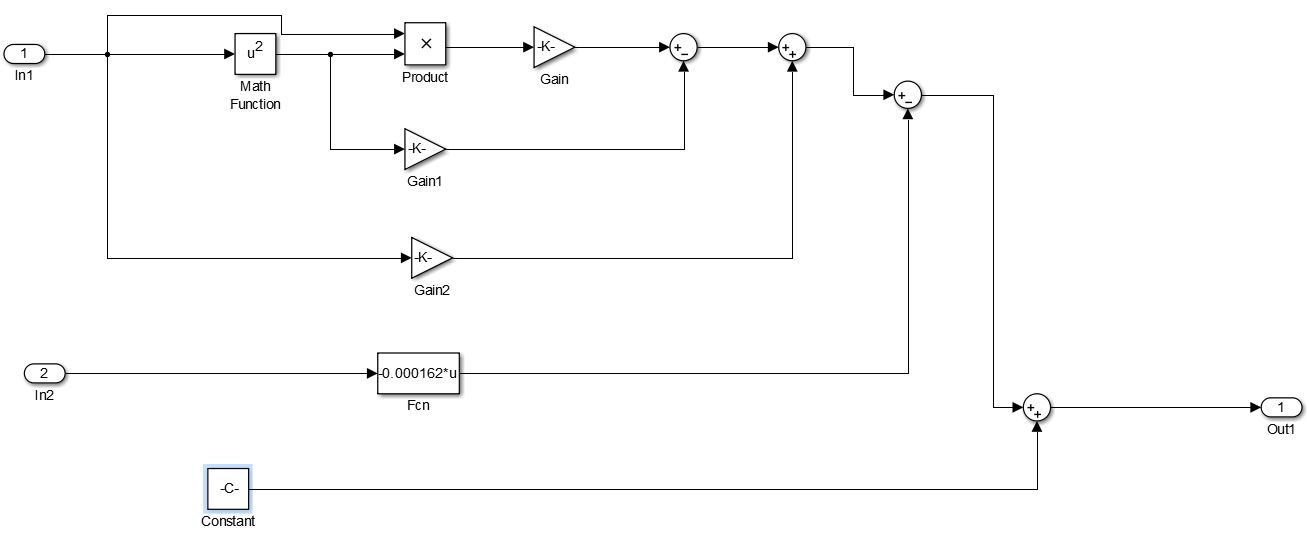 1
In1
u2
Math
Function
×
Product
-K-
Gain
+
−
+
+
+
−
-K-
Gain1
-K-
Gain2
2
In2
-0.000162*u
Fcn
+
+
1
Out1
-C-
Constant